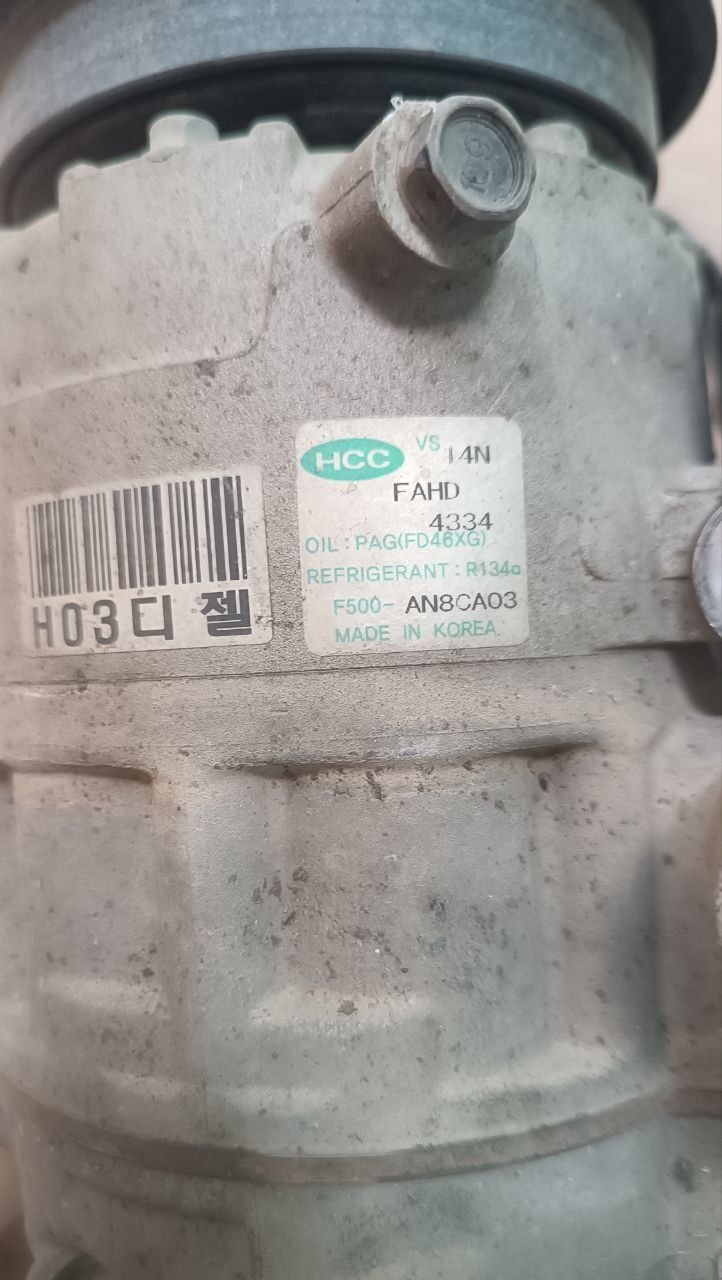 HCC VS 14N
FAHD
4334
OIL : PAG(FD46XG)
REFRIGERANT : R134a
F500- AN8CA03
MADE IN KOREA.
H03디젤